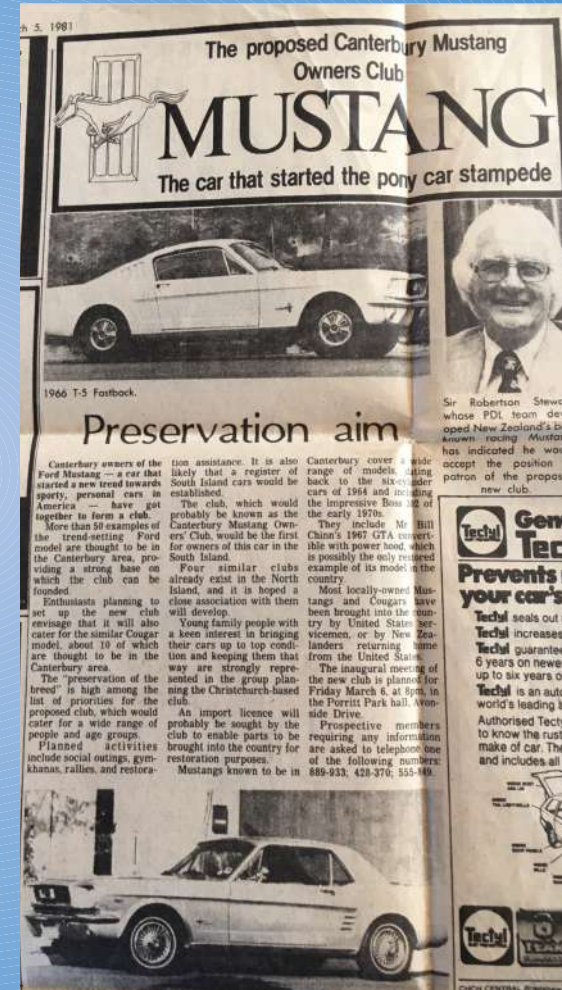 5, 1981
The proposed Canterbury Mustang
Owners Club
MUSTANG
The car that started the pony car stampede
1966 T-5 Fastback.
Sir Robertson
whose PDL team
oped New Zealand's
known racing
has indicated he
accept the position
patron of the
new club.
Preservation aim
Canterbury owners of the
Ford Mustang — a car that
started a new trend towards
sporty, personal cars in
America — have got
together to form a club.
More than 50 examples of
the trend-setting Ford
model are thought to be in
the Canterbury area, pro-
viding a strong base on
which the club can be
founded.
Enthusiasts planning to
set up the new club
envisage that it will also
cater for the similar Cougar
model, about 10 of which
are thought to be in the
Canterbury area.
The "preservation of the
breed" is high among the
list of priorities for the
proposed club, which would
cater for a wide range of
people and age groups.
Planned activities
include social outings, gym-
khanas, rallies, and restora-
tion assistance. It is also
likely that a register of
South Island cars would be
established.
The club, which would
probably be known as the
Canterbury Mustang Own-
ers' Club, would be the first
for owners of this car in the
South Island.
Four similar clubs
already exist in the North
Island, and it is hoped a
close association with them
will develop.
Young family people with
a keen interest in bringing
their cars up to top condi-
tion and keeping them that
way are strongly repre-
sented in the group plan-
ning the Christchurch-based
club.
An import licence will
probably be sought by the
club to enable parts to be
brought into the country for
restoration purposes.
Mustangs known to be in
Canterbury cover a wide
range of models, dating
back to the six-cylinder
cars of 1964 and including
the impressive Boss 302 of
the early 1970s.
They include Mr Bill
Chinn's 1967 GTA convert-
ible with power hood, which
is possibly the only restored
example of its model in the
country.
Most locally-owned Mus-
tangs and Cougars have
been brought into the coun-
try by United States ser-
vicemen, or by New Zea-
landers returning home
from the United States.
The inaugural meeting of
the new club is planned for
Friday March 6, at 8pm, in
the Porritt Park hall, Avon-
side Drive.
Prospective members
requiring any information
are asked to telephone one
of the following numbers:
889-933; 428-370;
Tectyl
Prevents
your car's
Tectyl seals out
Tectyl increases
Tectyl
6 years on newe
up to six years o
Tectyl is an auto
world's leading
Authorised
to know the rust
make of car. The
and includes all
Tectyl